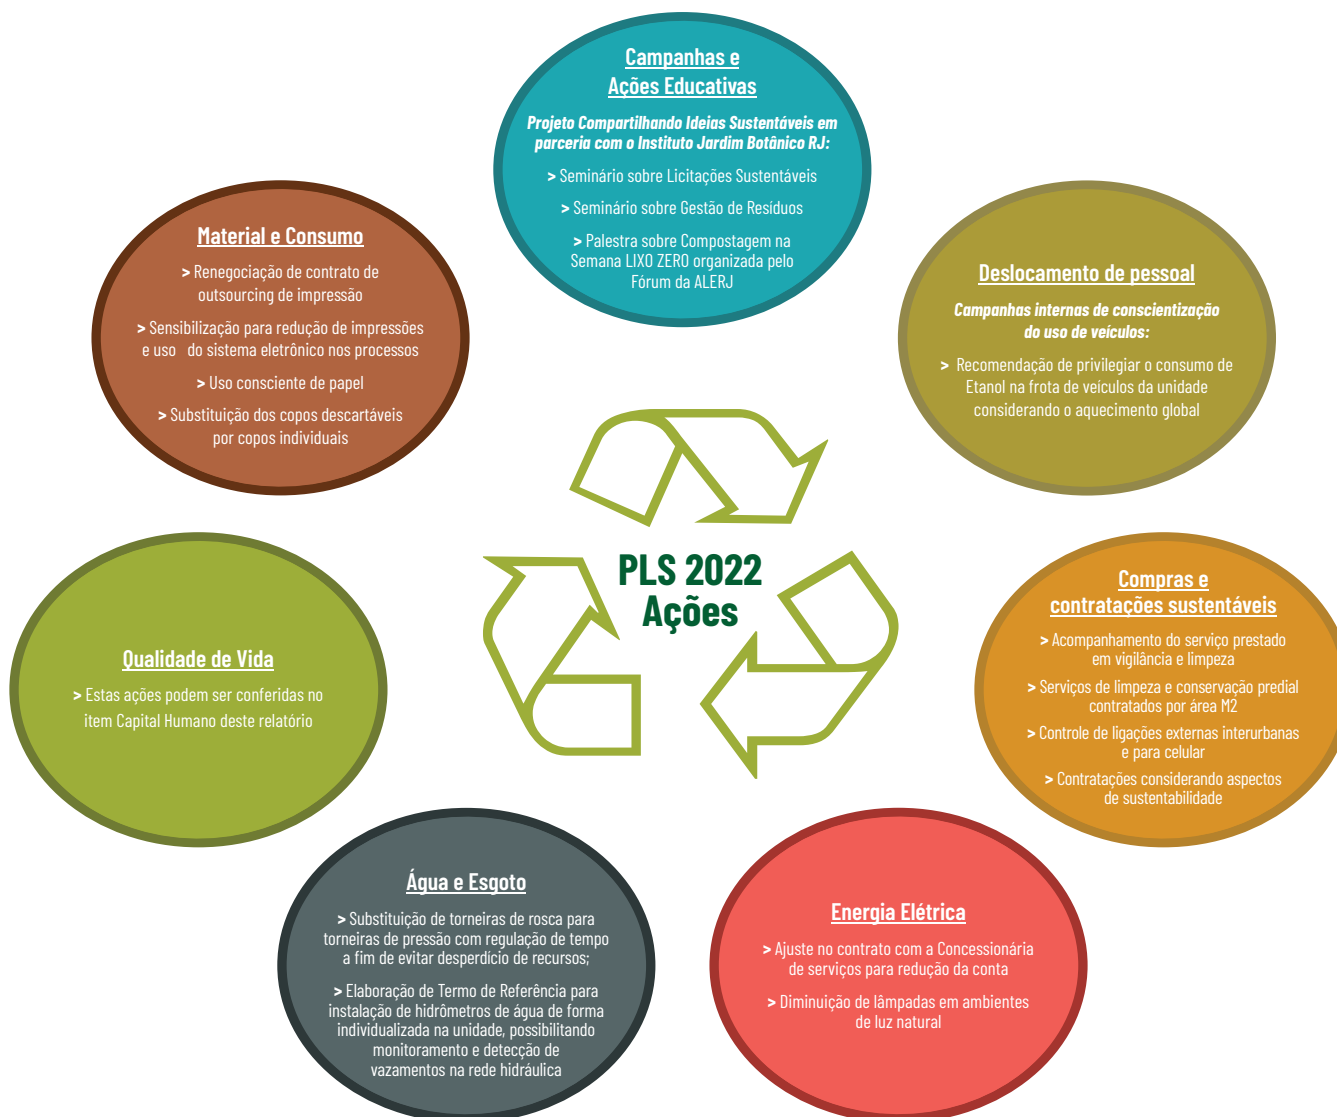 Campanhas e
Ações Educativas
Projeto Compartilhando Ideias Sustentáveis em
parceria com o Instituto Jardim Botânico RJ:
> Seminário sobre Licitações Sustentáveis
> Seminário sobre Gestão de Resíduos
> Palestra sobre Compostagem na
Semana LIXO ZERO organizada pelo
Fórum da ALERJ
Material e Consumo
> Renegociação de contrato de
outsourcing de impressão
> Sensibilização para redução de impressões
e uso do sistema eletrônico nos processos
> Uso consciente de papel
> Substituição dos copos descartáveis
por copos individuais
Deslocamento de pessoal
Campanhas internas de conscientização
do uso de veículos:
> Recomendação de privilegiar o consumo de
Etanol na frota de veículos da unidade
considerando o aquecimento global
PLS 2022
Ações
Compras e
contratações sustentáveis
> Acompanhamento do serviço prestado
em vigilância e limpeza
> Serviços de limpeza e conservação predial
contratados por área M2
> Controle de ligações externas interurbanas
e para celular
> Contratações considerando aspectos
de sustentabilidade
Qualidade de Vida
> Estas ações podem ser conferidas no
item Capital Humano deste relatório
Água e Esgoto
> Substituição de torneiras de rosca para
torneiras de pressão com regulação de tempo
a fim de evitar desperdício de recursos;
> Elaboração de Termo de Referência para
instalação de hidrômetros de água de forma
individualizada na unidade, possibilitando
monitoramento e detecção de
vazamentos na rede hidráulica
Energia Elétrica
> Ajuste no contrato com a Concessionária
de serviços para redução da conta
> Diminuição de lâmpadas em ambientes
de luz natural